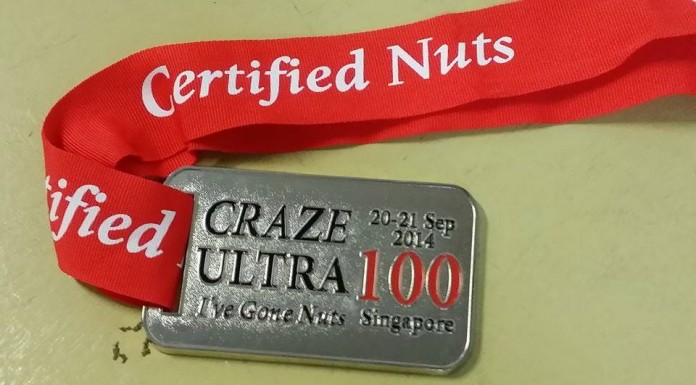 Certified Nuts
tified
CRAZE
ULTRA
I've Gone Nuts
20-21 Sep
2014
100
Singapore